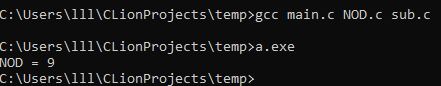 C:\Users\lll\CLionProjects\temp>gcc main.c NOD.c sub.c
C:\Users\lll\CLionProjects\temp>a.exe
NOD = 9
C:\Users\lll\CLionProjects\temp>